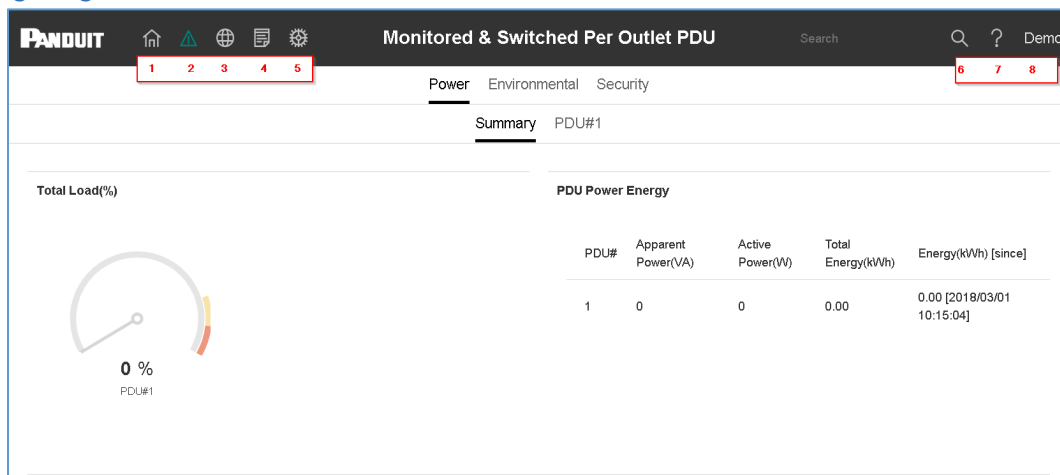 PANDUIT Monitored & Switched Per Outlet PDU Search ? Demo
1 2 3 4 5 6 7 8
Power Environmental Security
Summary PDU#1
Total Load(%)
0 %
PDU#1
PDU Power Energy
PDU# Apparent Power(VA) Active Power(W) Total Energy(kWh) Energy(kWh) [since]
1 0 0 0.00 0.00 [2018/03/01 10:15:04]